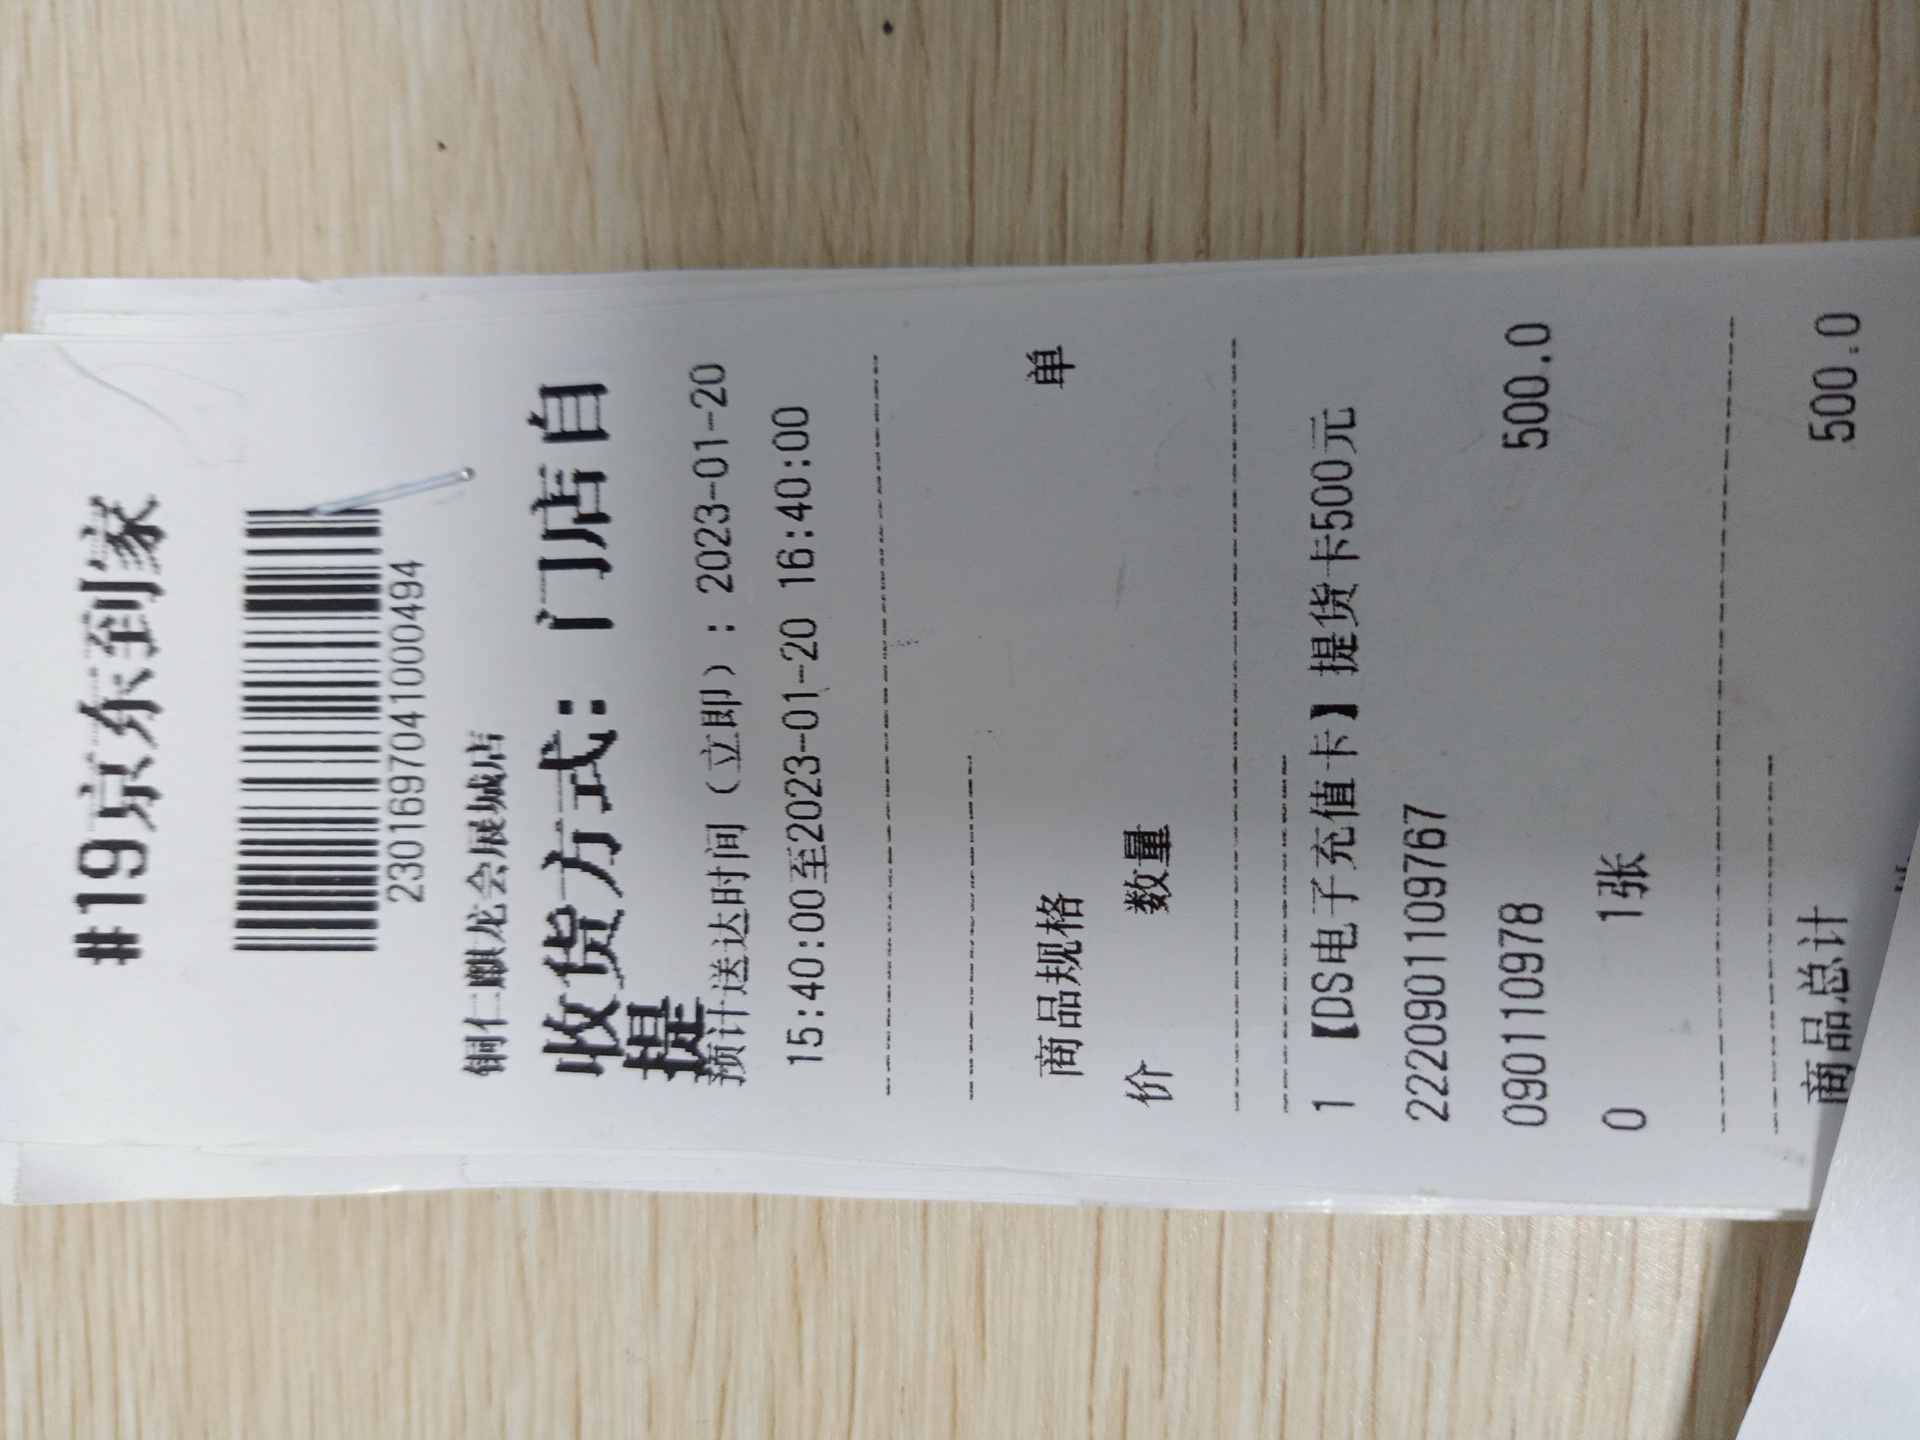 #19京东到家
2301697041000494
铜仁麒龙会展城店
收货方式：门店自
提
预计送达时间（立即）：2023-01-20
15:40:00至2023-01-20 16:40:00
商品规格 单
价 数量
1 【DS电子充值卡】提货卡500元
2220901109767
090110978 500.0
0 1张
商品总计 500.0